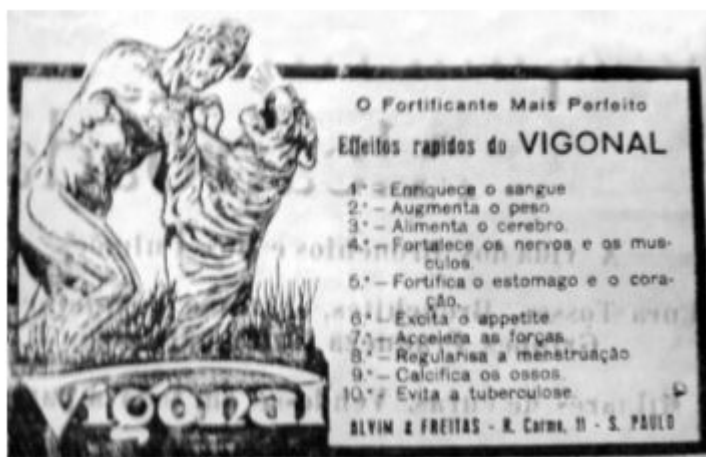 O Fortificante Mais Perfeito
Effeitos rapidos do VIGONAL
1.º - Enriquece o sangue
2.º - Augmenta o peso
3.º - Alimenta o cerebro.
4.º - Fortalece os nervos e os mus-
culos.
5.º - Fortifica o estomago e o cora-
ção.
6.º - Excita o appetite
7.º - Accelera as forças.
8.º - Regularisa a menstruação
9.º - Calcifica os ossos.
10.º - Evita a tuberculose.
ALVIM & FREITAS - R. Carmo, 11 - S. PAULO
Vigonal